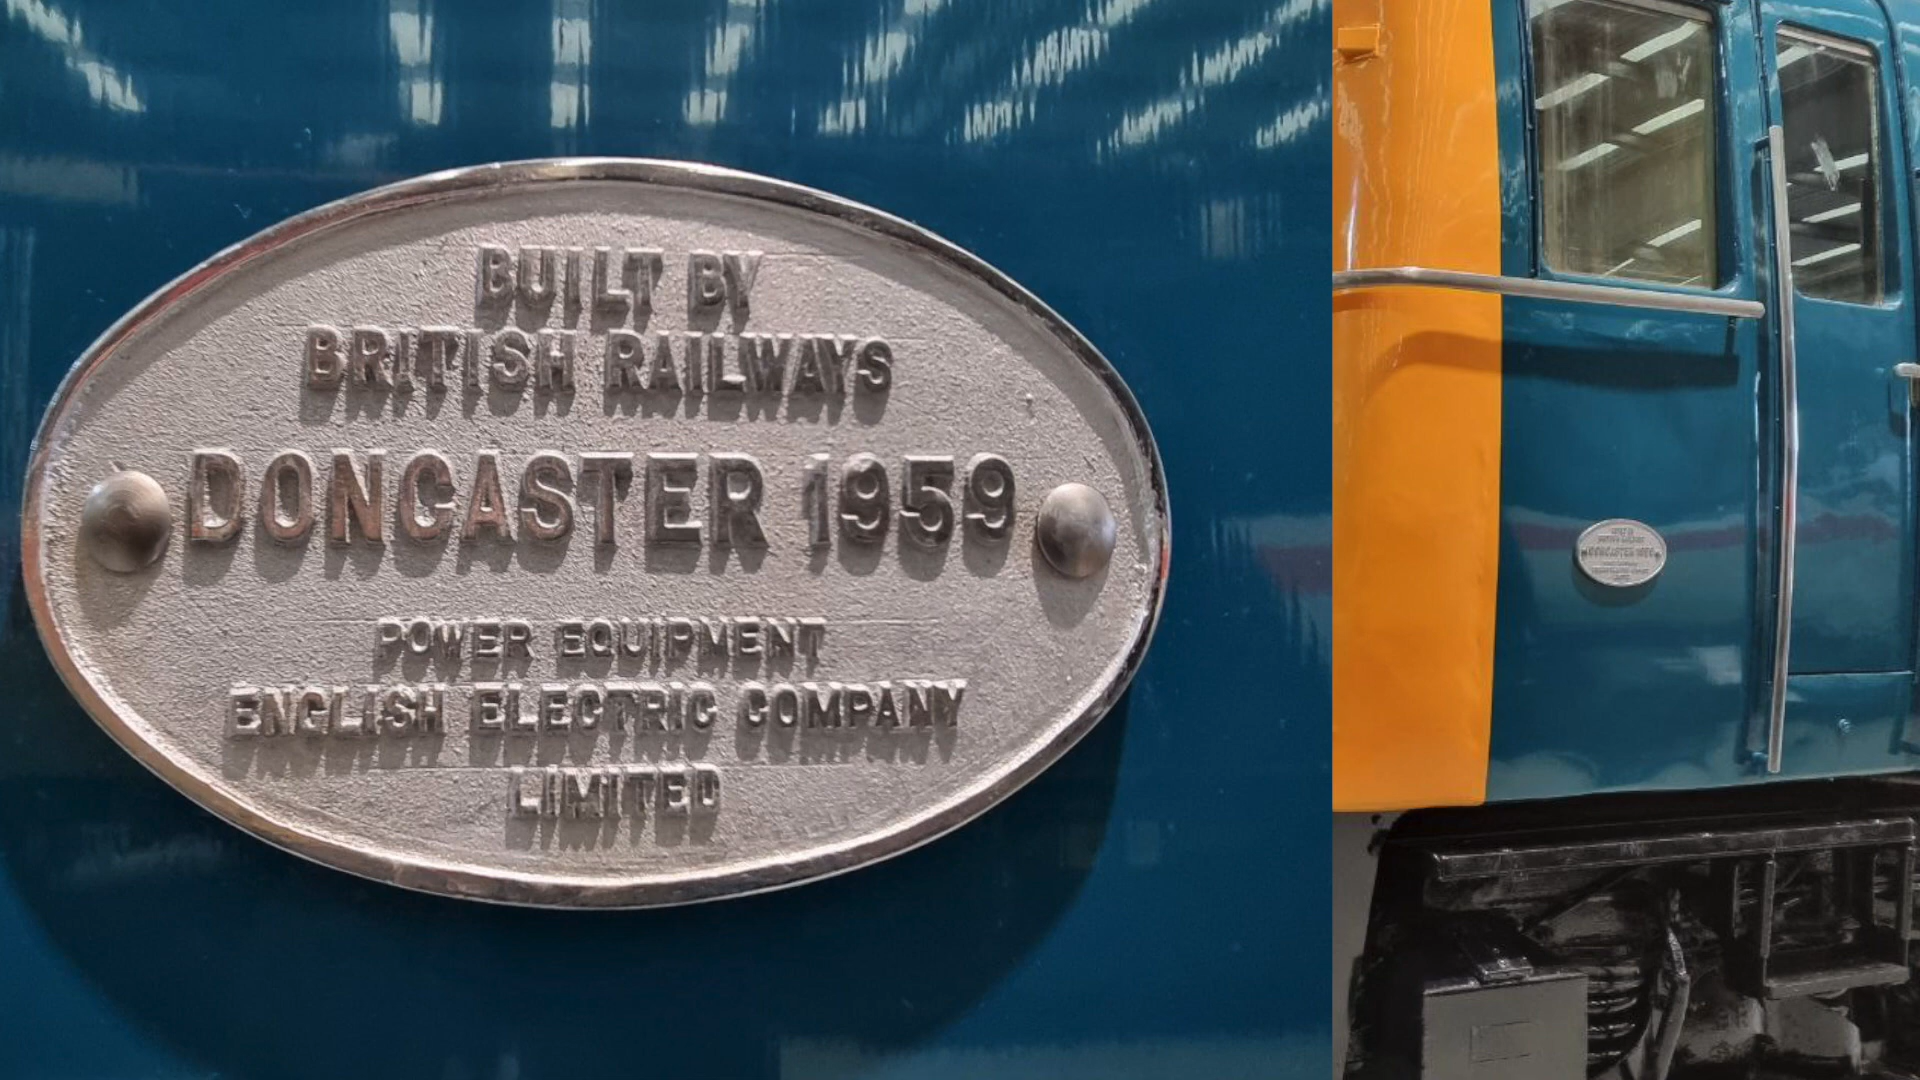 BUILT BY
BRITISH RAILWAYS
DONCASTER 1959
POWER EQUIPMENT
ENGLISH ELECTRIC COMPANY
LIMITED